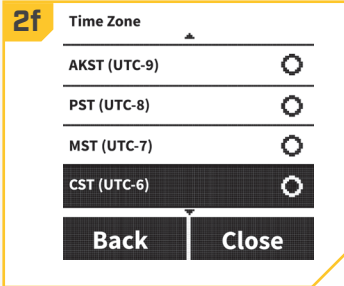 2f
Time Zone
AKST (UTC-9)
PST (UTC-8)
MST (UTC-7)
CST (UTC-6)
Back Close